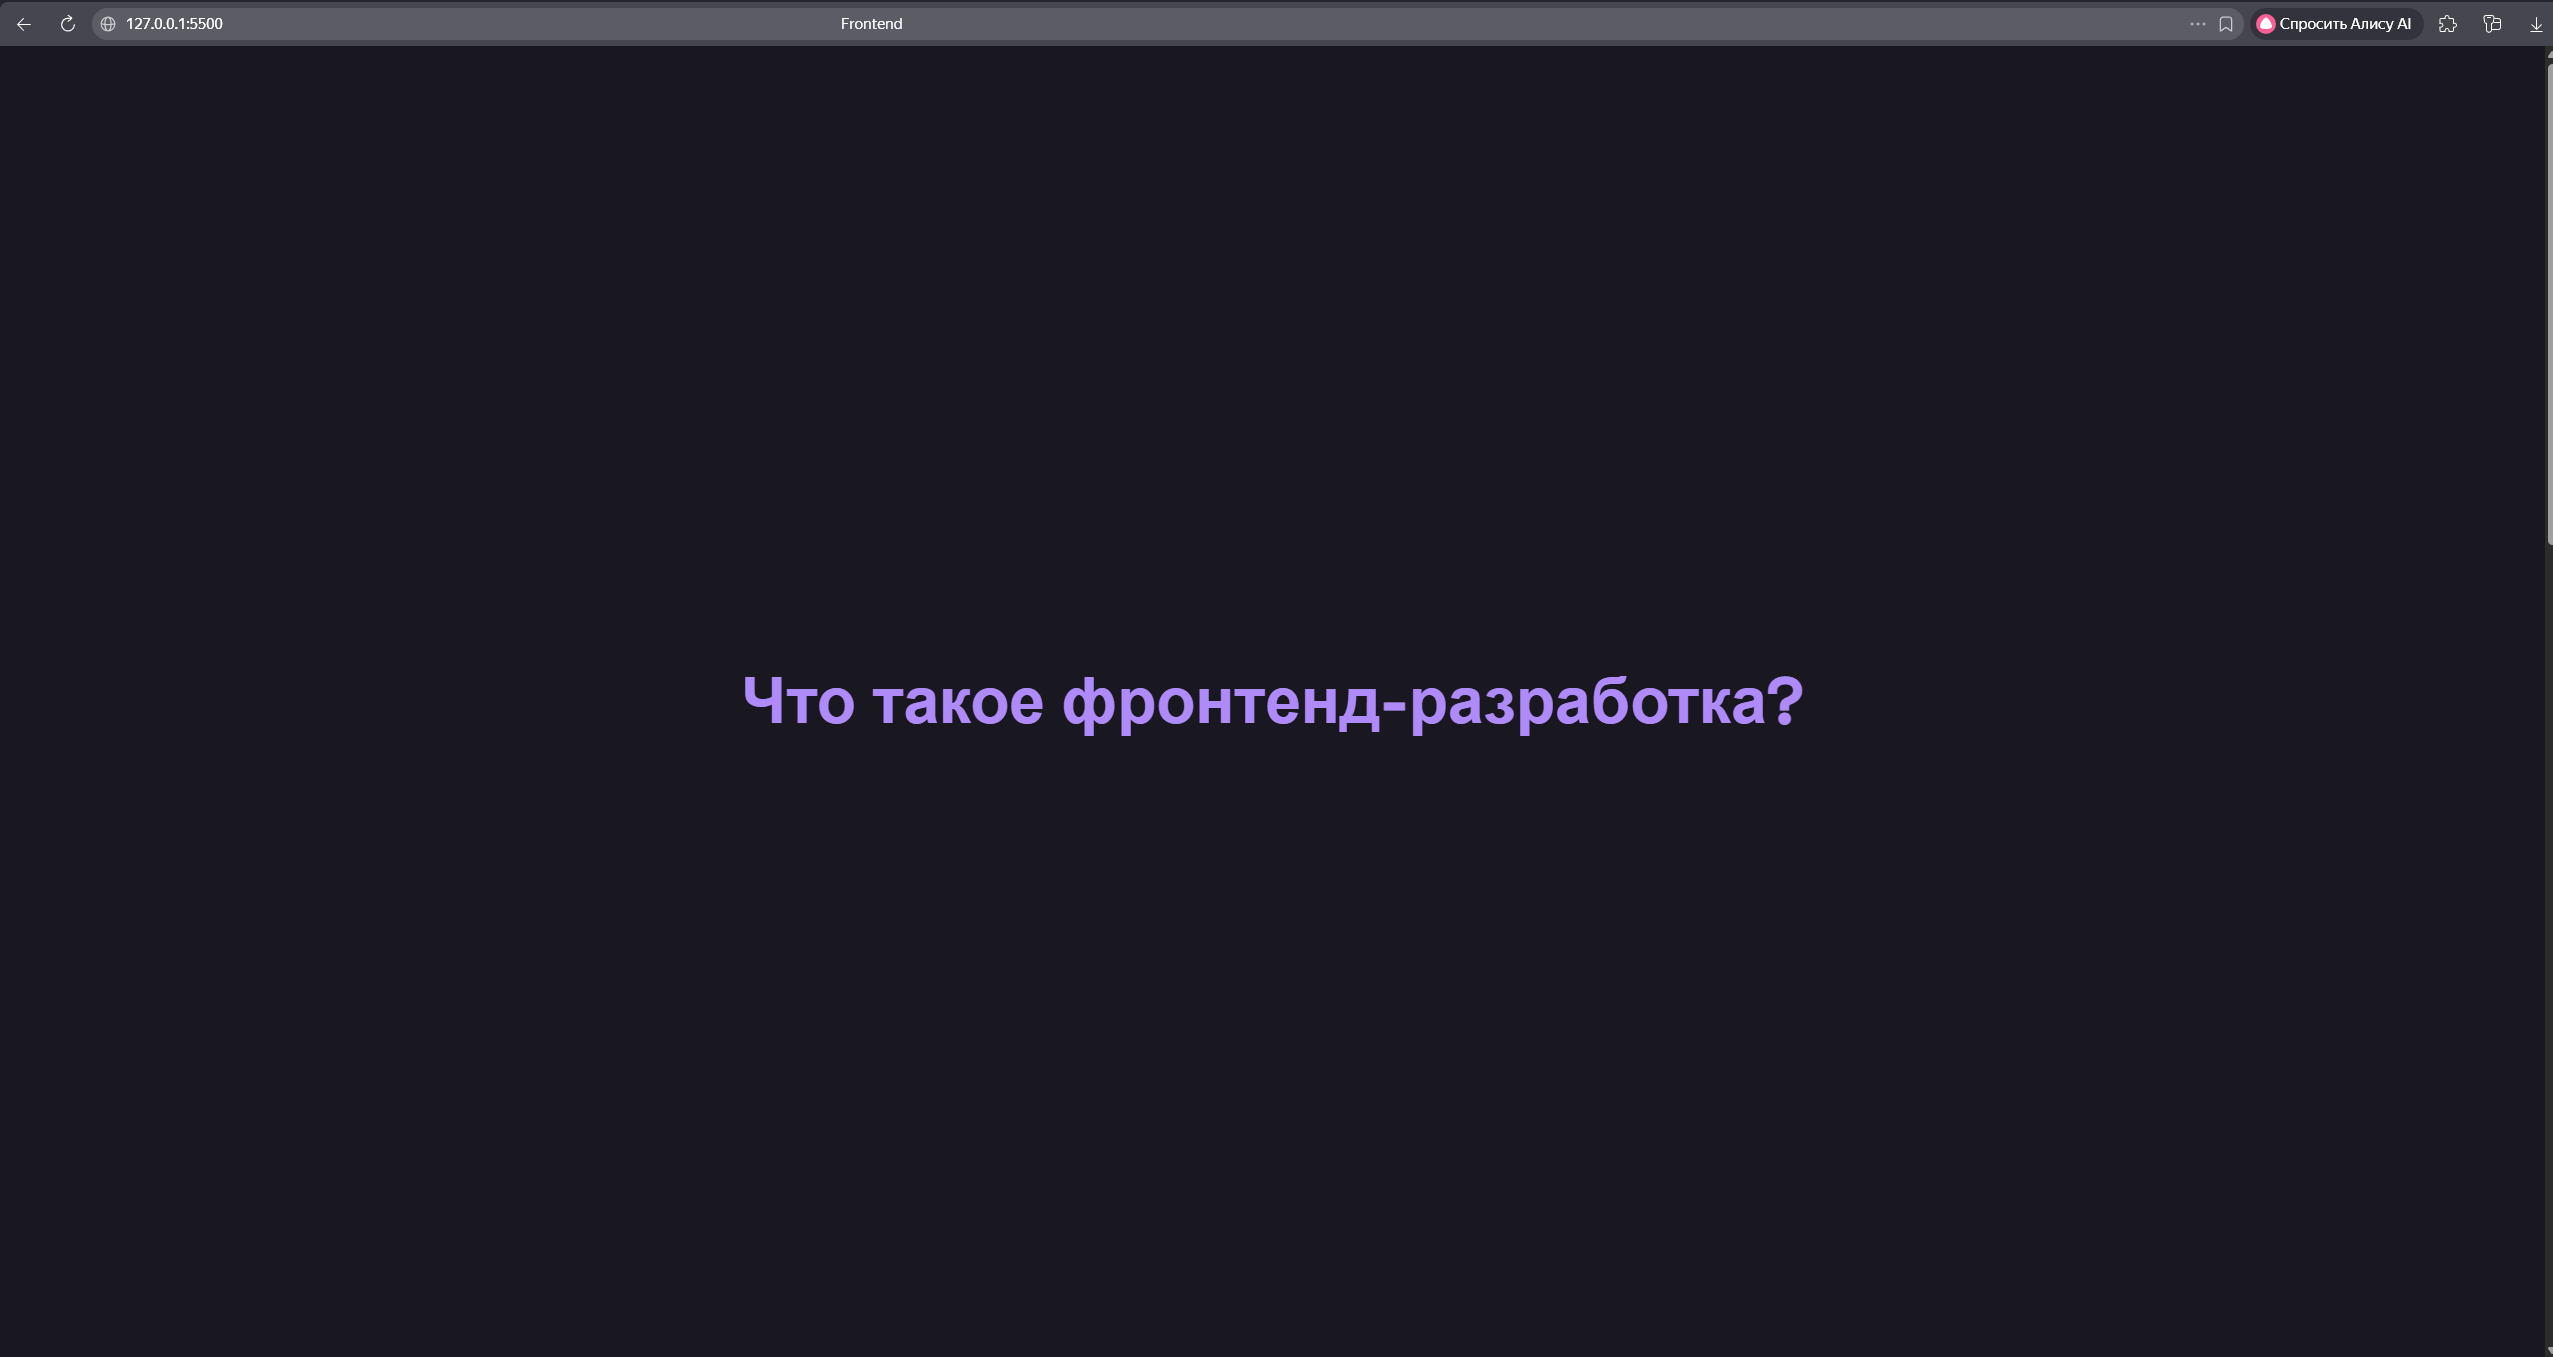 127.0.0.1:5500
Frontend
Спросить Алису AI
Что такое фронтенд-разработка?